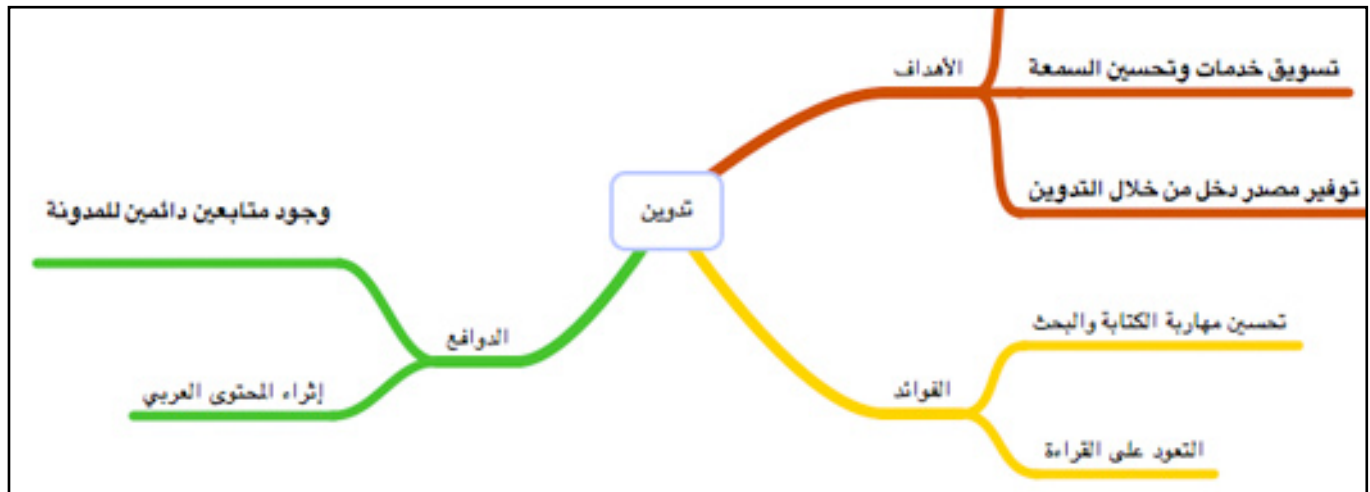 تدوين
الأهداف
تسويق خدمات وتحسين السمعة
توفير مصدر دخل من خلال التدوين
الفوائد
تحسين مهاربة الكتابة والبحث
التعود على القراءة
الدوافع
وجود متابعين دائمين للمدونة
إثراء المحتوى العربي